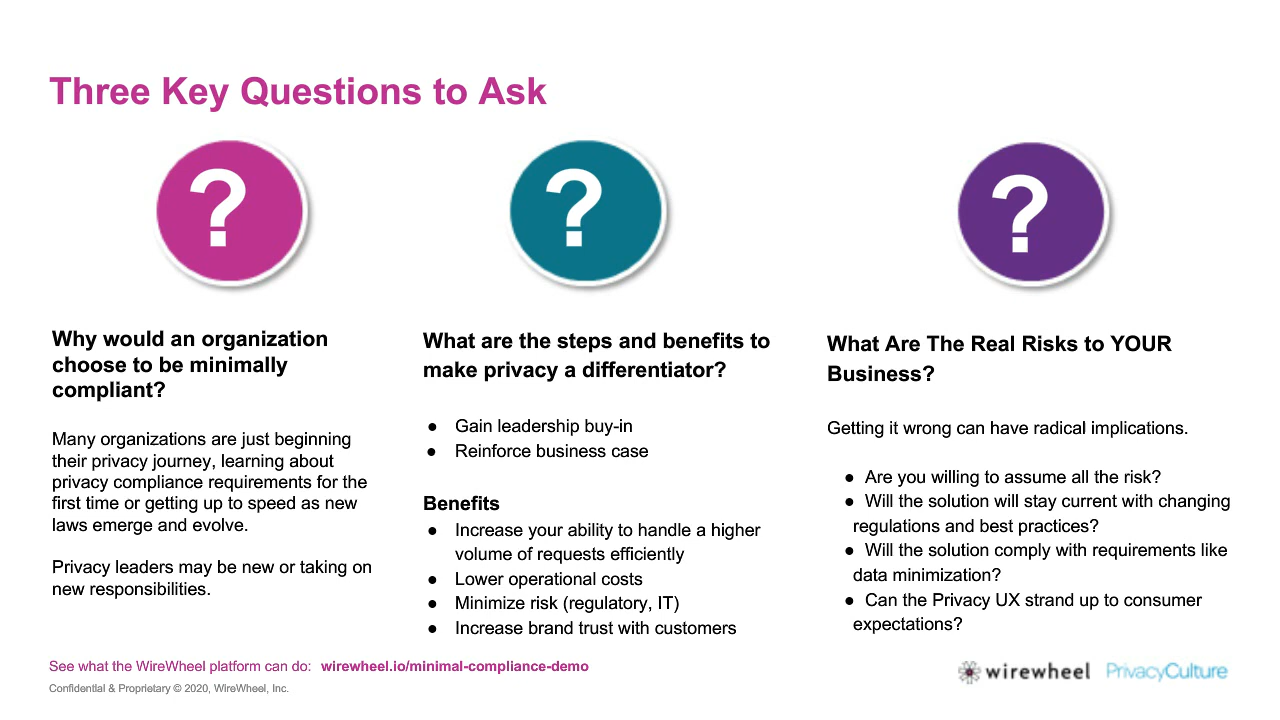 Three Key Questions to Ask
?
?
?
Why would an organization
choose to be minimally
compliant?
Many organizations are just beginning
their privacy journey, learning about
privacy compliance requirements for the
first time or getting up to speed as new
laws emerge and evolve.
Privacy leaders may be new or taking on
new responsibilities.
What are the steps and benefits to
make privacy a differentiator?
● Gain leadership buy-in
● Reinforce business case
Benefits
● Increase your ability to handle a higher
volume of requests efficiently
● Lower operational costs
● Minimize risk (regulatory, IT)
● Increase brand trust with customers
What Are The Real Risks to YOUR
Business?
Getting it wrong can have radical implications.
● Are you willing to assume all the risk?
● Will the solution will stay current with changing
regulations and best practices?
● Will the solution comply with requirements like
data minimization?
● Can the Privacy UX strand up to consumer
expectations?
See what the WireWheel platform can do: wirewheel.io/minimal-compliance-demo
Confidential & Proprietary © 2020, WireWheel, Inc.
wirewheel PrivacyCulture